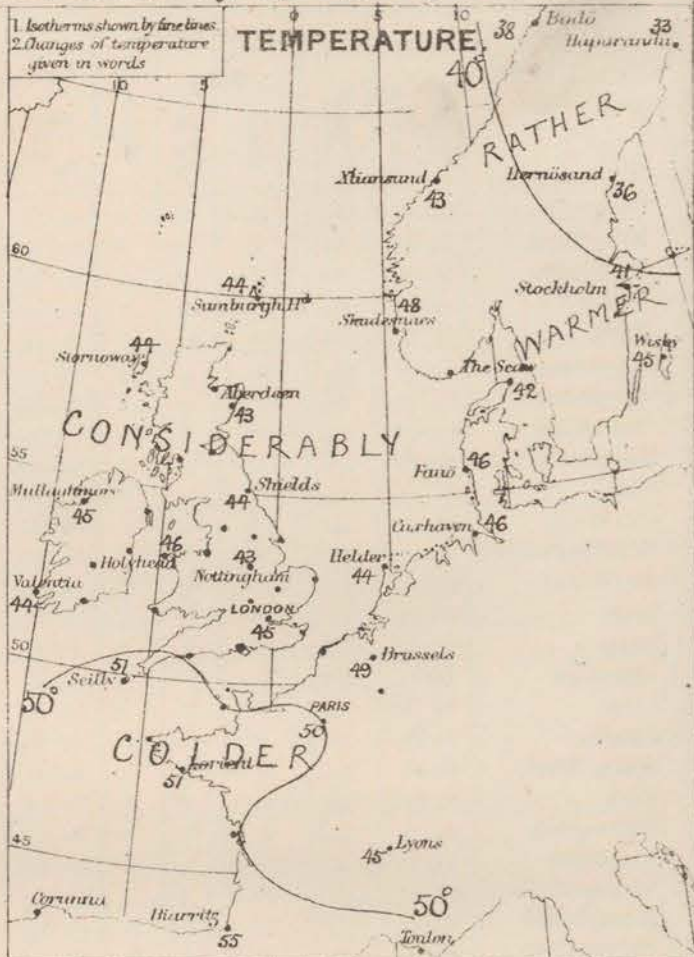 1. Isotherms shown by fine lines.
2. Changes of temperature
given in words
TEMPERATURE.
10
5
0
5
10
38
Bodö
33
Haparanda
40°
RATHER
Xtiansund
43
Hernösand
36
60
44
Sumburgh Hd
48
Skudesnaes
41
Stockholm
WARMER
Wisby
45
44
Stornoway
The Scaw
42
Aberdeen
43
CONSIDERABLY
55
Mullaghmore
45
Shields
44
46
Fanö
46
Cuxhaven
Holyhead
46
43
Nottingham
Helder
44
Valentia
44
LONDON
45
50
Brussels
49
51
Scilly
50°
PARIS
50
COLDER
Lorient
51
45
Lyons
45
50°
Corunna
Biarritz
55
Toulon